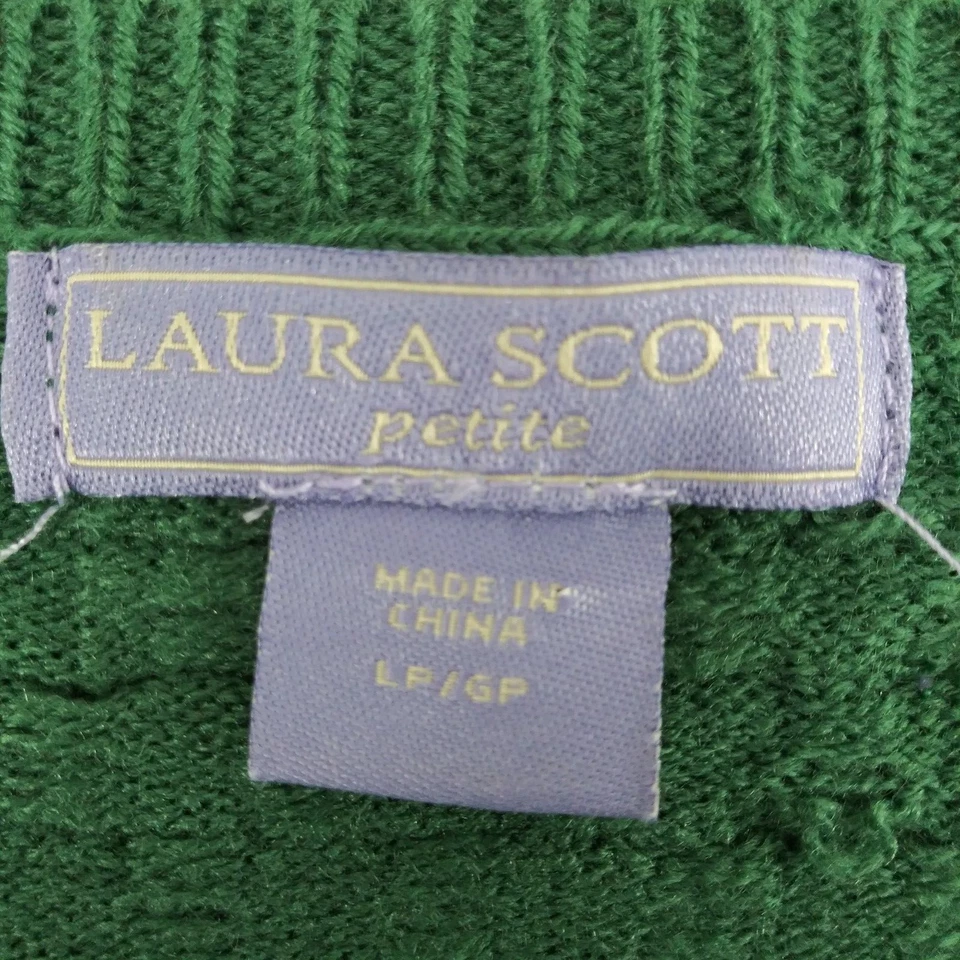 LAURA SCOTT
petite
MADE IN
CHINA
LP/GP